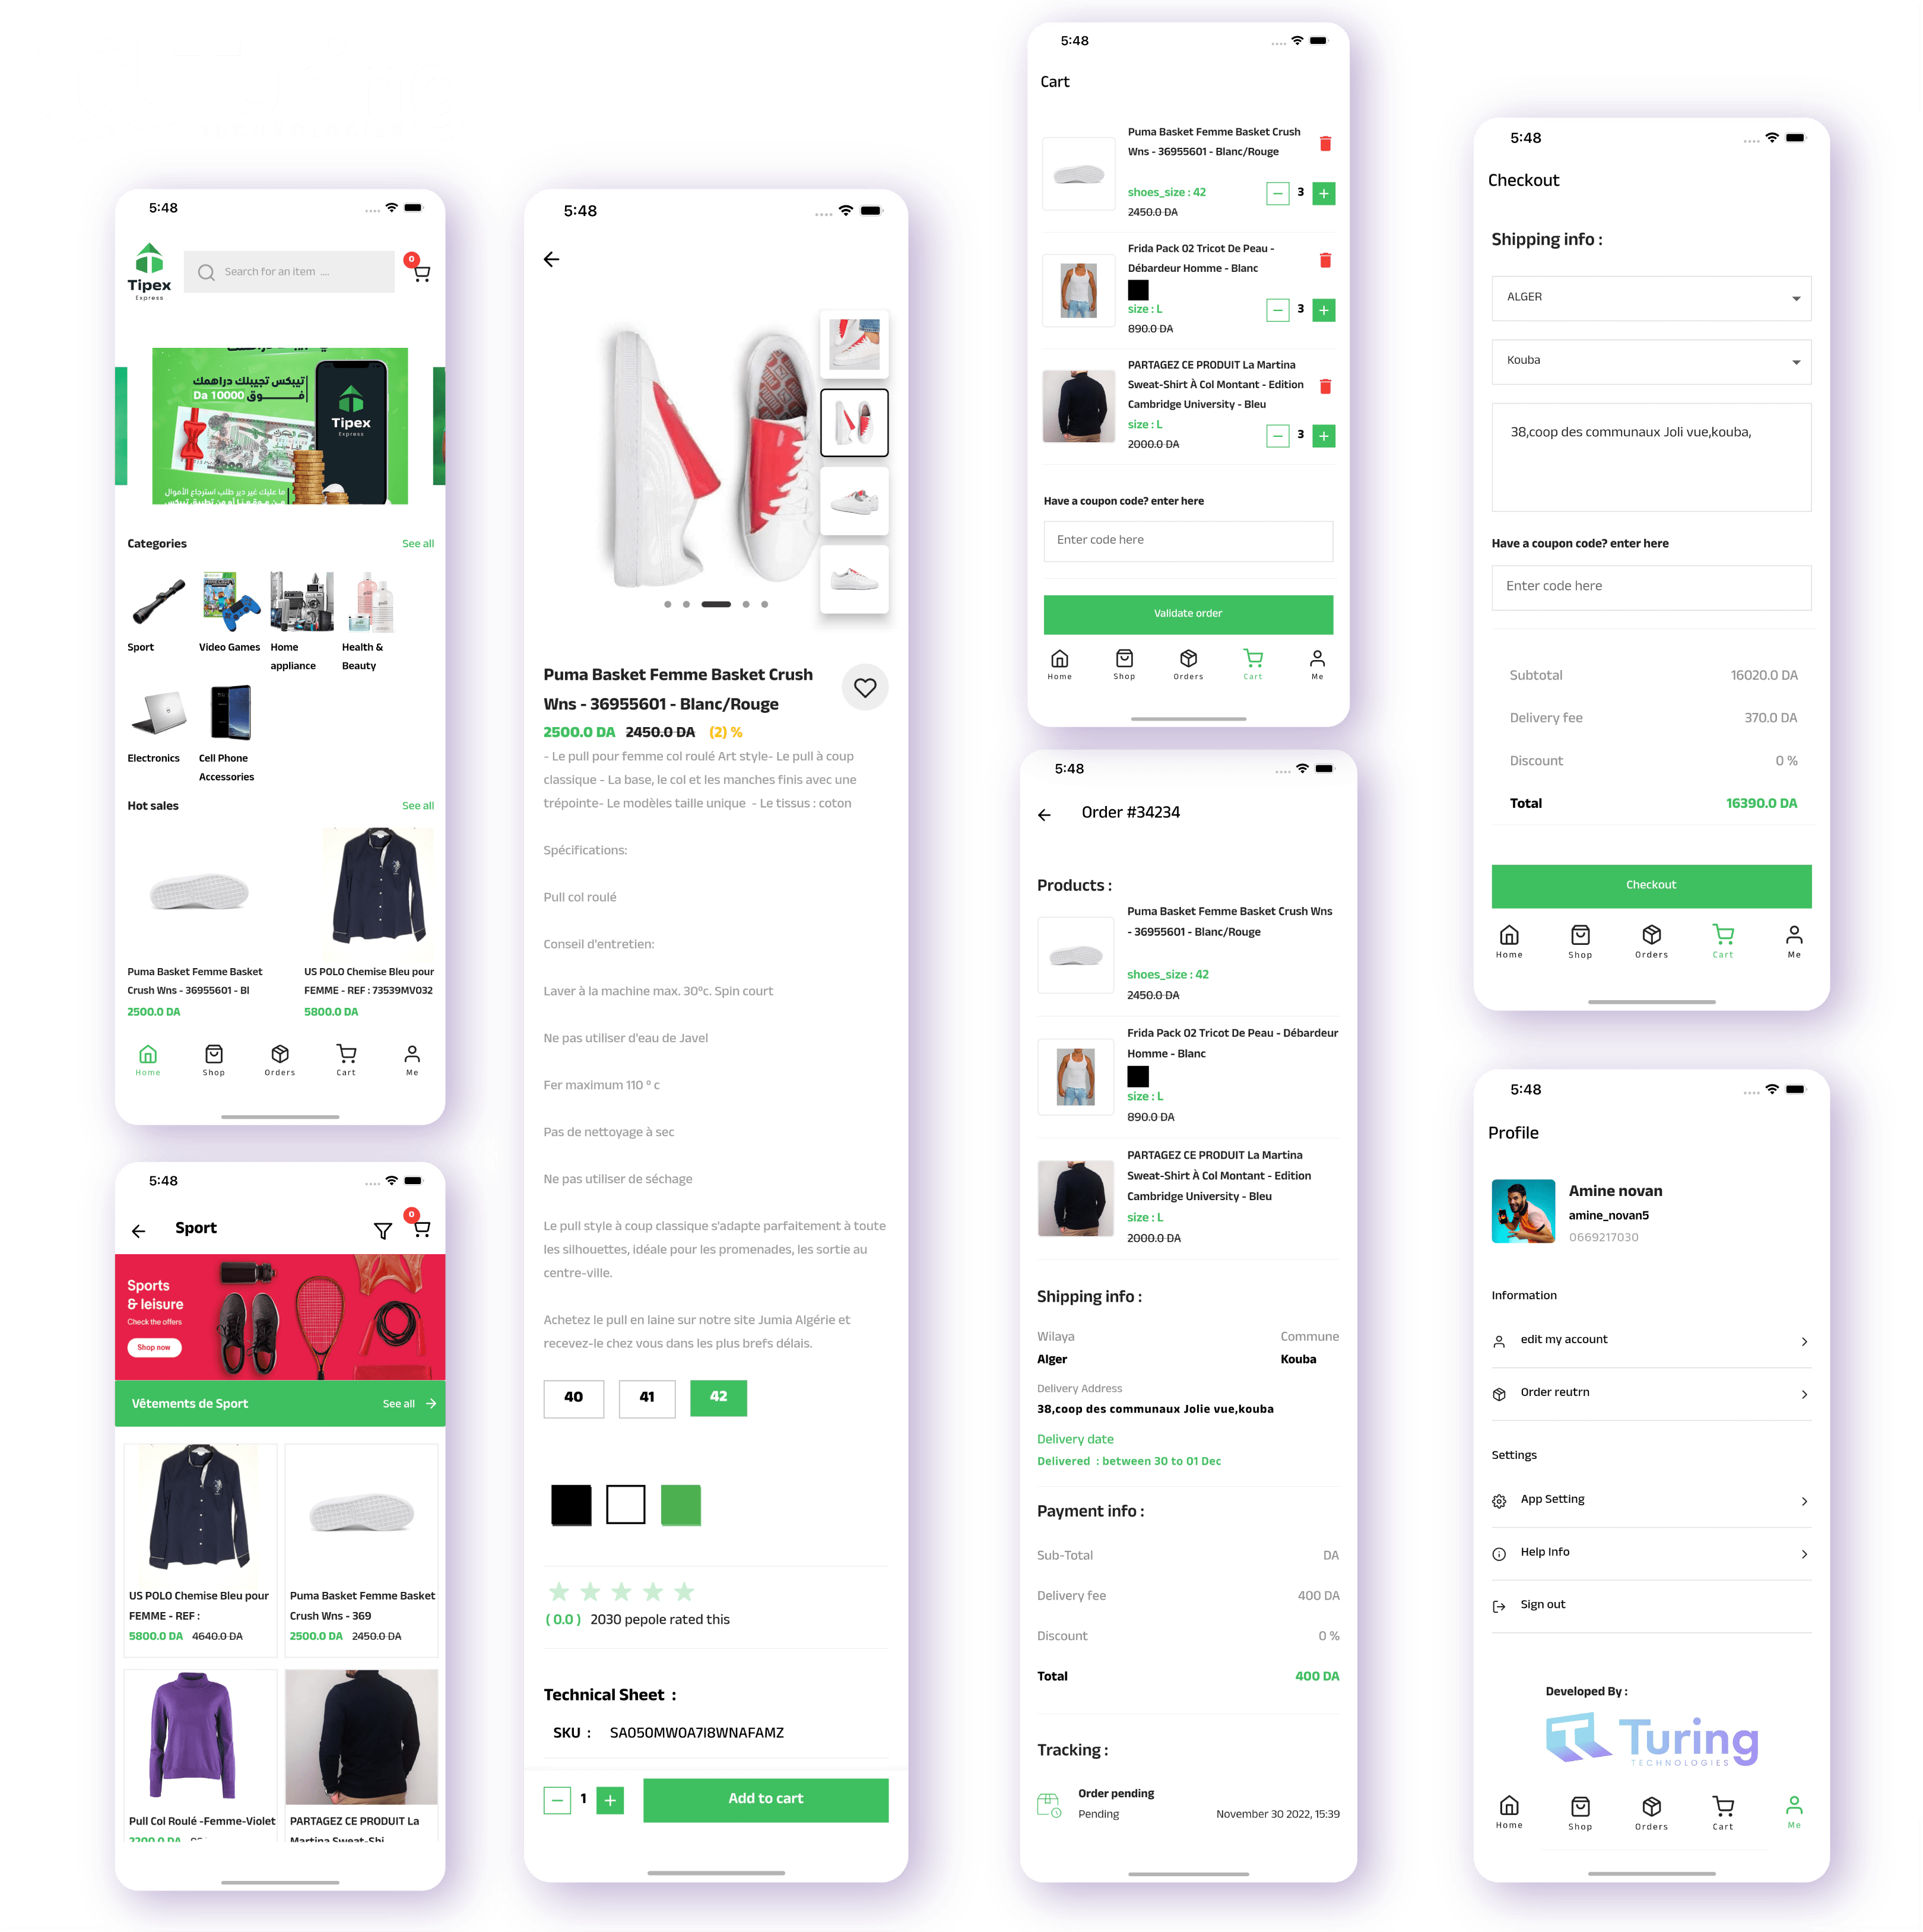 5:48
Tipex
Express
Search for an item ....
0
تيبكس تجيبلك دراهمك
فـــوق 10000 Da
Tipex
Express
ما عليك غير دير طلب استرجاع الأموال
Categories
See all
Sport
Video Games
Home
appliance
Health &
Beauty
Electronics
Cell Phone
Accessories
Hot sales
See all
Puma Basket Femme Basket
Crush Wns - 36955601 - Bl
2500.0 DA
US POLO Chemise Bleu pour
FEMME - REF : 73539MV032
5800.0 DA
Home
Shop
Orders
Cart
Me
5:48
Sport
0
Sports
& leisure
Check the offers
Shop now
Vêtements de Sport
See all
US POLO Chemise Bleu pour
FEMME - REF :
5800.0 DA 4640.0 DA
Puma Basket Femme Basket
Crush Wns - 369
2500.0 DA 2450.0 DA
Pull Col Roulé -Femme-Violet
2200.0 DA
PARTAGEZ CE PRODUIT La
Martina Sweat-Shi
5:48
Puma Basket Femme Basket Crush
Wns - 36955601 - Blanc/Rouge
2500.0 DA 2450.0 DA (2) %
- Le pull pour femme col roulé Art style- Le pull à coup
classique - La base, le col et les manches finis avec une
trépointe- Le modèles taille unique - Le tissus : coton
Spécifications:
Pull col roulé
Conseil d'entretien:
Laver à la machine max. 30ºc. Spin court
Ne pas utiliser d'eau de Javel
Fer maximum 110 º c
Pas de nettoyage à sec
Ne pas utiliser de séchage
Le pull style à coup classique s'adapte parfaitement à toute
les silhouettes, idéale pour les promenades, les sortie au
centre-ville.
Achetez le pull en laine sur notre site Jumia Algérie et
recevez-le chez vous dans les plus brefs délais.
40
41
42
( 0.0 ) 2030 pepole rated this
Technical Sheet :
SKU : SA050MW0A7I8WNAFAMZ
1
Add to cart
5:48
Cart
Puma Basket Femme Basket Crush
Wns - 36955601 - Blanc/Rouge
shoes_size : 42
3
2450.0 DA
Frida Pack 02 Tricot De Peau -
Débardeur Homme - Blanc
size : L
3
890.0 DA
PARTAGEZ CE PRODUIT La Martina
Sweat-Shirt À Col Montant - Edition
Cambridge University - Bleu
size : L
3
2000.0 DA
Have a coupon code? enter here
Enter code here
Validate order
Home
Shop
Orders
Cart
Me
5:48
Order #34234
Products :
Puma Basket Femme Basket Crush Wns
- 36955601 - Blanc/Rouge
shoes_size : 42
2450.0 DA
Frida Pack 02 Tricot De Peau - Débardeur
Homme - Blanc
size : L
890.0 DA
PARTAGEZ CE PRODUIT La Martina
Sweat-Shirt À Col Montant - Edition
Cambridge University - Bleu
size : L
2000.0 DA
Shipping info :
Wilaya
Commune
Alger
Kouba
Delivery Address
38,coop des communaux Jolie vue,kouba
Delivery date
Delivered : between 30 to 01 Dec
Payment info :
Sub-Total
DA
Delivery fee
400 DA
Discount
0 %
Total
400 DA
Tracking :
Order pending
Pending
November 30 2022, 15:39
5:48
Checkout
Shipping info :
ALGER
Kouba
38,coop des communaux Joli vue,kouba,
Have a coupon code? enter here
Enter code here
Subtotal
16020.0 DA
Delivery fee
370.0 DA
Discount
0 %
Total
16390.0 DA
Checkout
Home
Shop
Orders
Cart
Me
5:48
Profile
Amine novan
amine_novan5
0669217030
Information
edit my account
Order reutrn
Settings
App Setting
Help Info
Sign out
Developed By :
Turing
TECHNOLOGIES
Home
Shop
Orders
Cart
Me